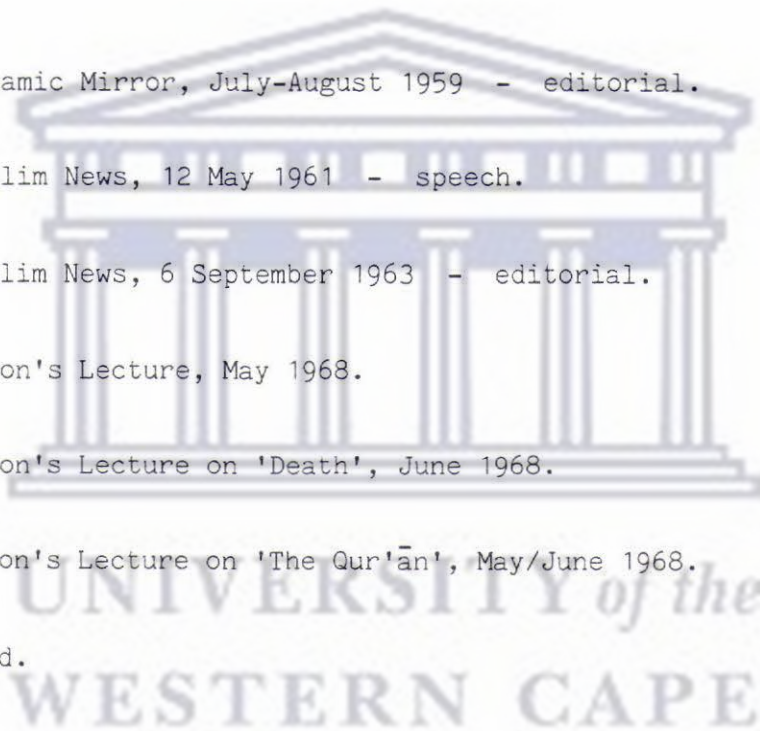 amic Mirror, July-August 1959 - editorial.
lim News, 12 May 1961 - speech.
lim News, 6 September 1963 - editorial.
on's Lecture, May 1968.
on's Lecture on 'Death', June 1968.
on's Lecture on 'The Qur'ān', May/June 1968.
UNIVERSITY of the
d.
WESTERN CAPE